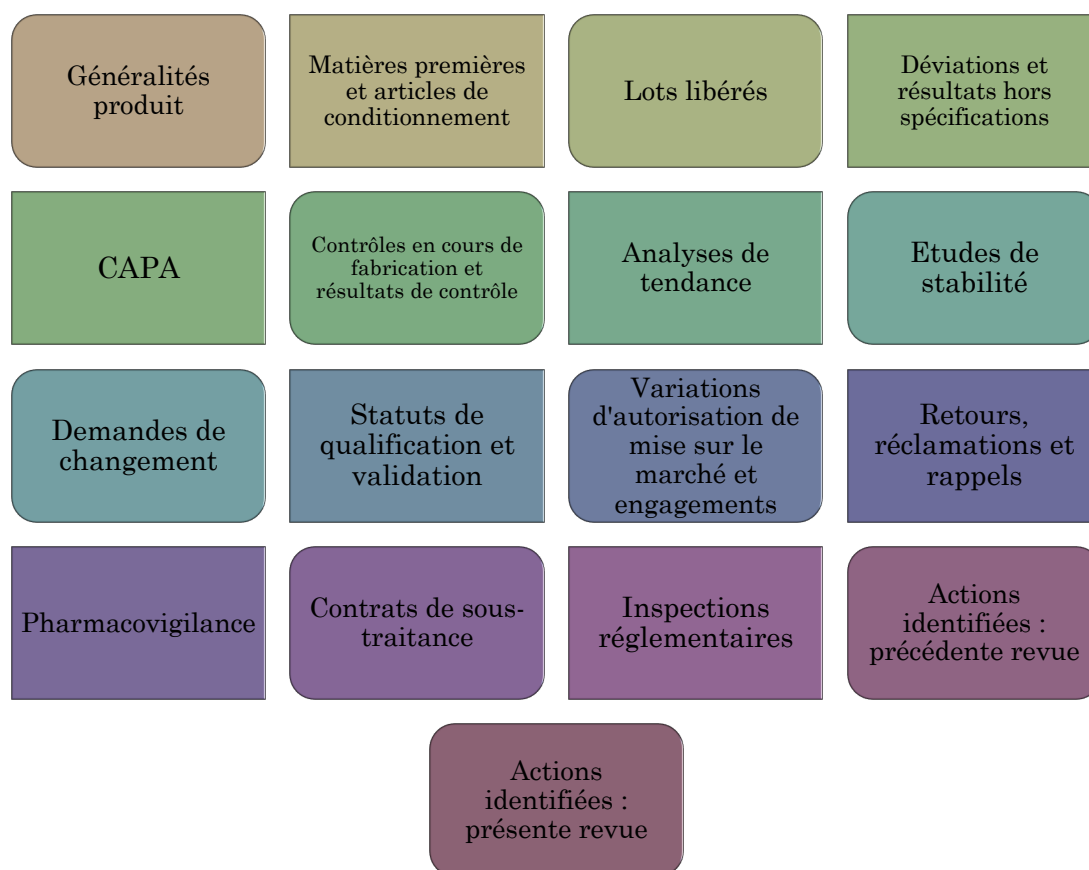 Généralités
produit
Matières premières
et articles de
conditionnement
Lots libérés
Déviations et
résultats hors
spécifications
CAPA
Contrôles en cours de
fabrication et
résultats de contrôle
Analyses de
tendance
Etudes de
stabilité
Demandes de
changement
Statuts de
qualification et
validation
Variations
d'autorisation de
mise sur le
marché et
engagements
Retours,
réclamations et
rappels
Pharmacovigilance
Contrats de sous-
traitance
Inspections
réglementaires
Actions
identifiées :
précédente revue
Actions
identifiées :
présente revue